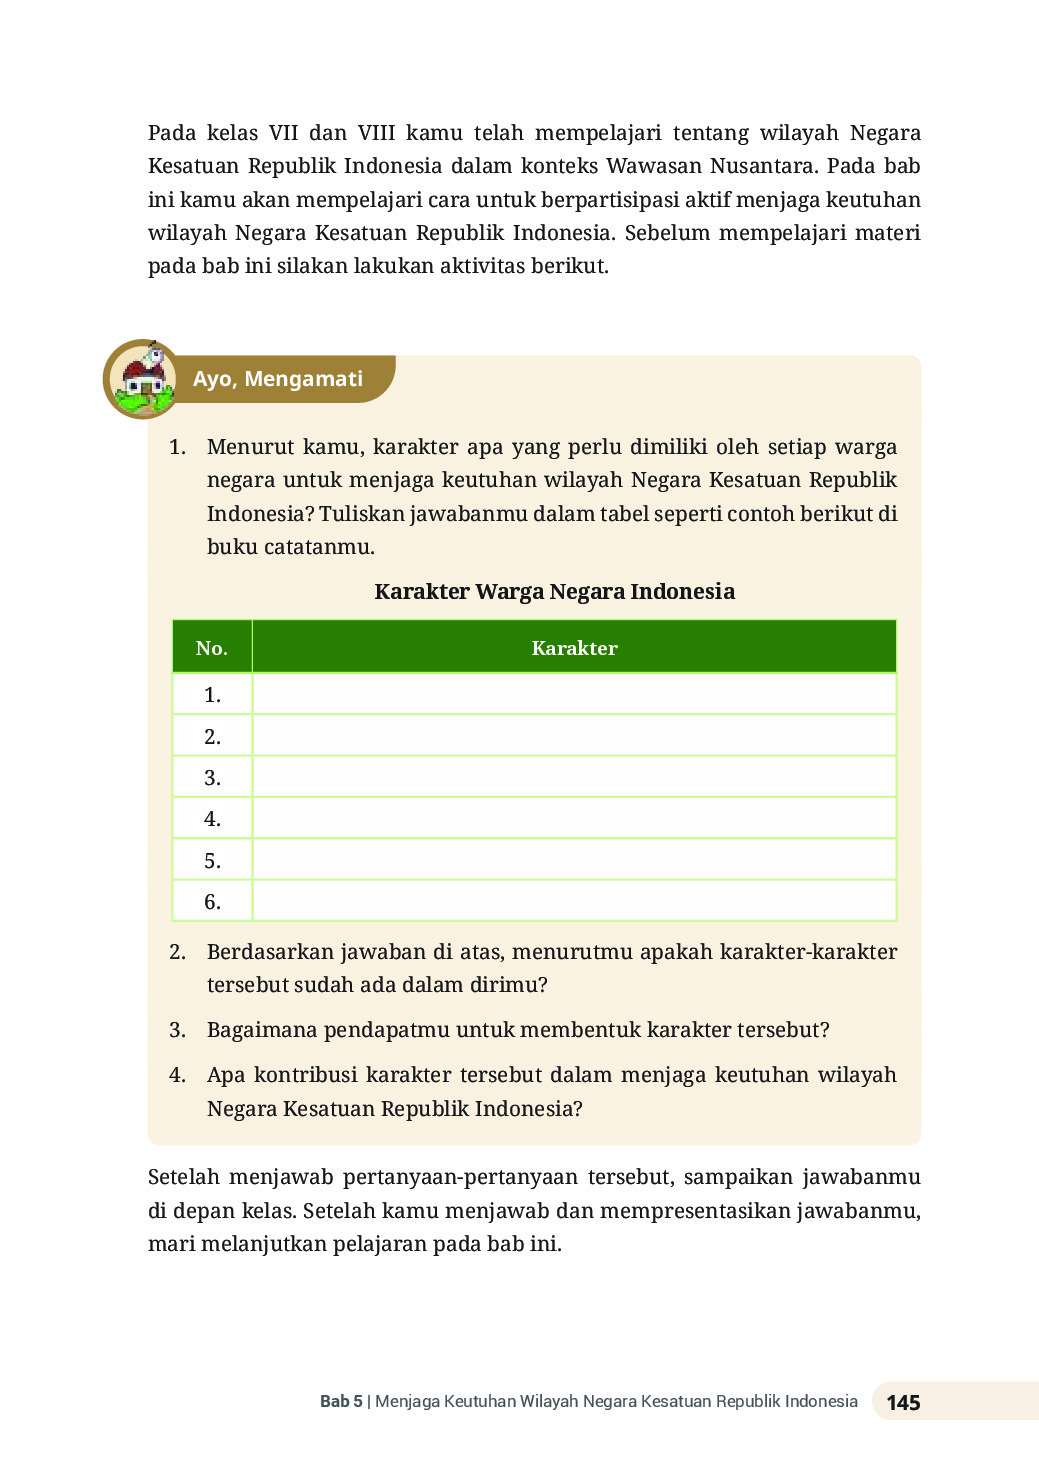 Pada kelas VII dan VIII kamu telah mempelajari tentang wilayah Negara
Kesatuan Republik Indonesia dalam konteks Wawasan Nusantara. Pada bab
ini kamu akan mempelajari cara untuk berpartisipasi aktif menjaga keutuhan
wilayah Negara Kesatuan Republik Indonesia. Sebelum mempelajari materi
pada bab ini silakan lakukan aktivitas berikut.
Ayo, Mengamati
1. Menurut kamu, karakter apa yang perlu dimiliki oleh setiap warga
negara untuk menjaga keutuhan wilayah Negara Kesatuan Republik
Indonesia? Tuliskan jawabanmu dalam tabel seperti contoh berikut di
buku catatanmu.
Karakter Warga Negara Indonesia
No. Karakter
1.
2.
3.
4.
5.
6.
2. Berdasarkan jawaban di atas, menurutmu apakah karakter-karakter
tersebut sudah ada dalam dirimu?
3. Bagaimana pendapatmu untuk membentuk karakter tersebut?
4. Apa kontribusi karakter tersebut dalam menjaga keutuhan wilayah
Negara Kesatuan Republik Indonesia?
Setelah menjawab pertanyaan-pertanyaan tersebut, sampaikan jawabanmu
di depan kelas. Setelah kamu menjawab dan mempresentasikan jawabanmu,
mari melanjutkan pelajaran pada bab ini.
Bab 5 | Menjaga Keutuhan Wilayah Negara Kesatuan Republik Indonesia 145